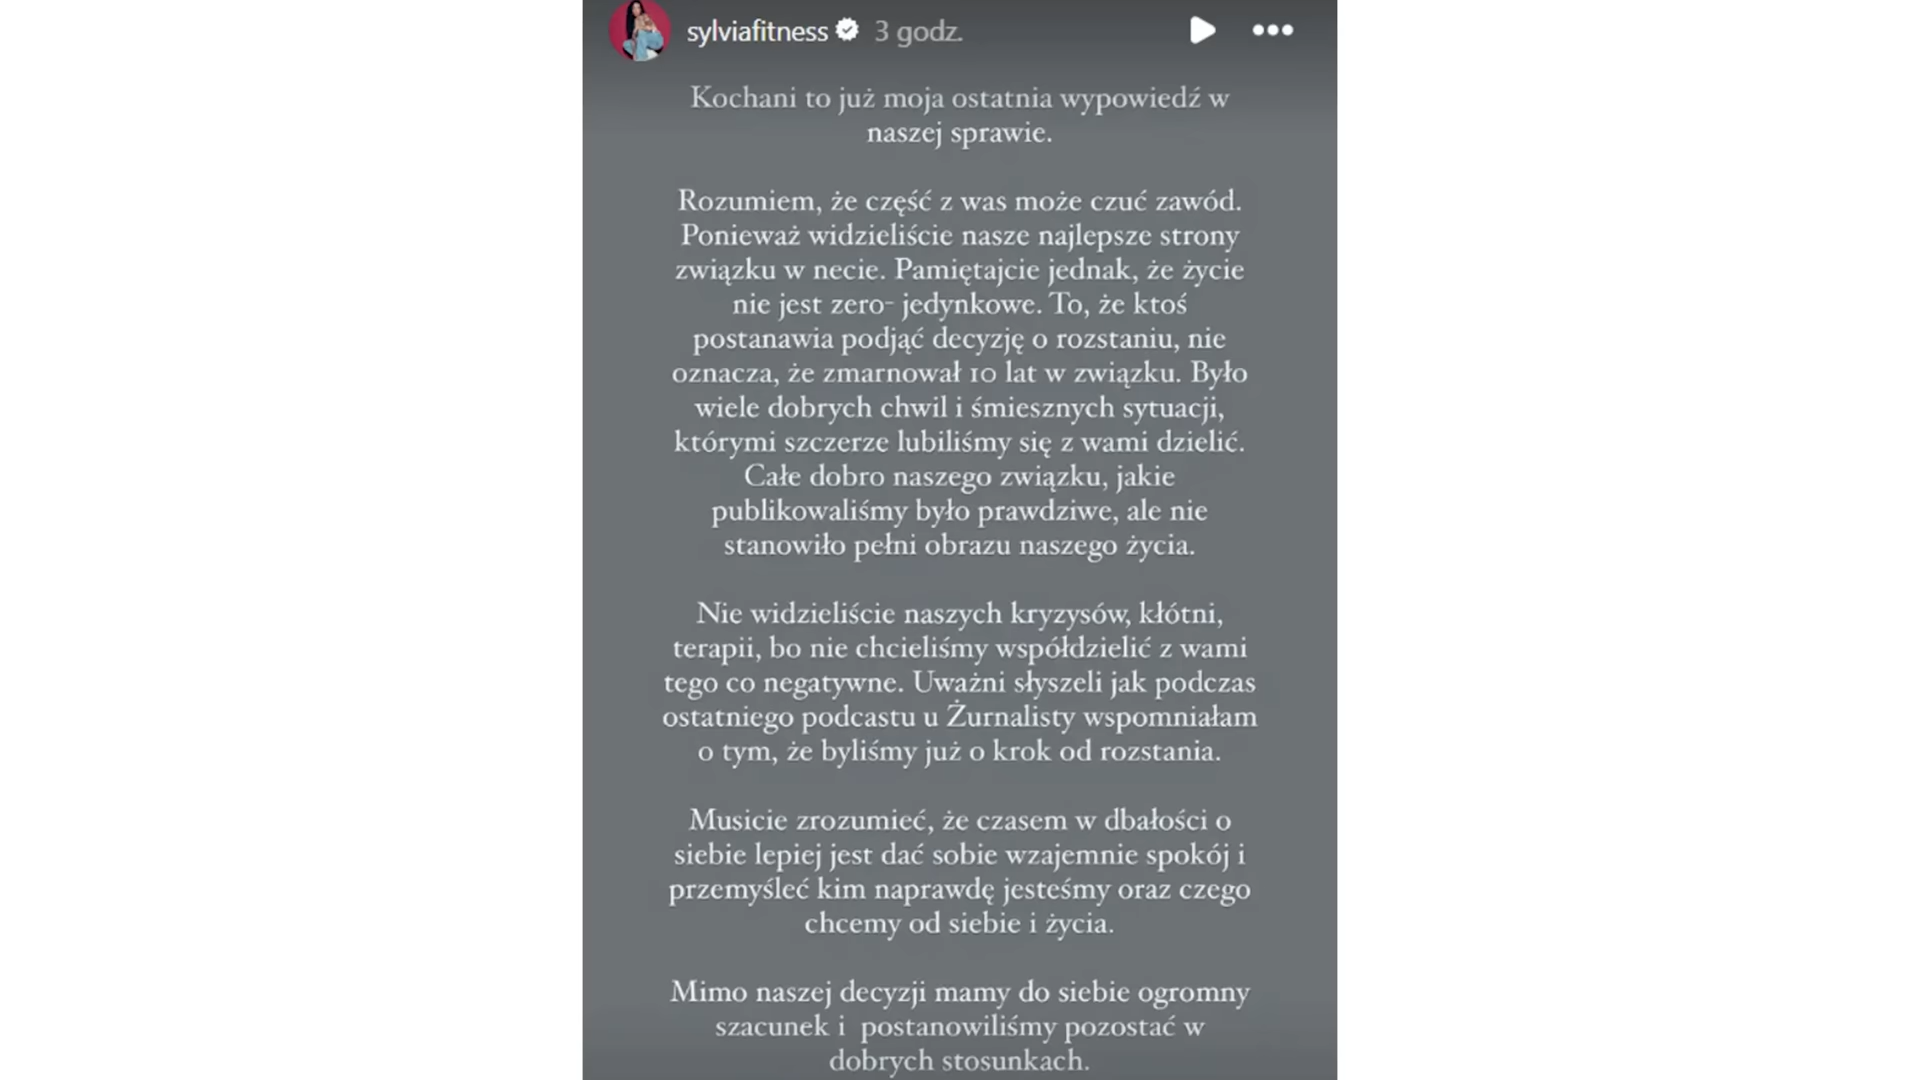 sylviafitness 3 godz.
Kochani to już moja ostatnia wypowiedź w
naszej sprawie.
Rozumiem, że część z was może czuć zawód.
Ponieważ widzieliście nasze najlepsze strony
związku w necie. Pamiętajcie jednak, że życie
nie jest zero- jedynkowe. To, że ktoś
postanawia podjąć decyzję o rozstaniu, nie
oznacza, że zmarnował 10 lat w związku. Było
wiele dobrych chwil i śmiesznych sytuacji,
którymi szczerze lubiliśmy się z wami dzielić.
Całe dobro naszego związku, jakie
publikowaliśmy było prawdziwe, ale nie
stanowiło pełni obrazu naszego życia.
Nie widzieliście naszych kryzysów, kłótni,
terapii, bo nie chcieliśmy współdzielić z wami
tego co negatywne. Uważni słyszeli jak podczas
ostatniego podcastu u Żurnalisty wspomniałam
o tym, że byliśmy już o krok od rozstania.
Musicie zrozumieć, że czasem w dbałości o
siebie lepiej jest dać sobie wzajemnie spokój i
przemyśleć kim naprawdę jesteśmy oraz czego
chcemy od siebie i życia.
Mimo naszej decyzji mamy do siebie ogromny
szacunek i  postanowiliśmy pozostać w
dobrych stosunkach.